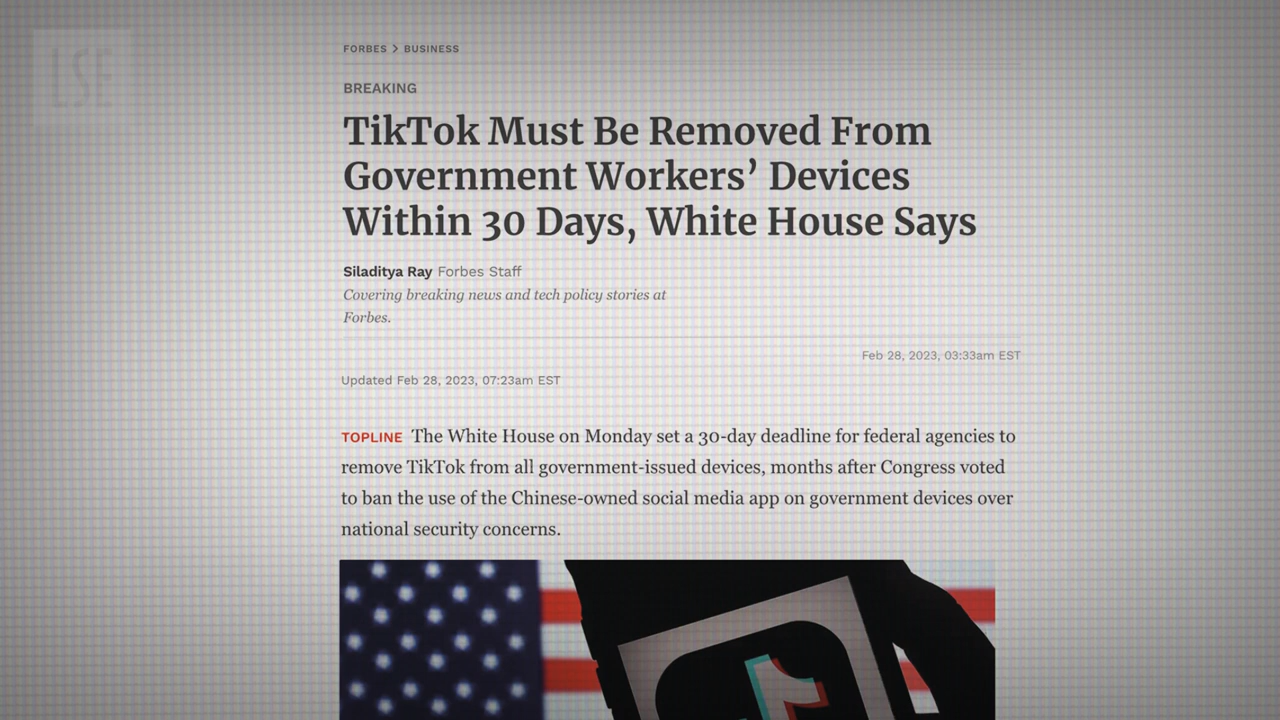 LSF
FORBES > BUSINESS
BREAKING
TikTok Must Be Removed From
Government Workers’ Devices
Within 30 Days, White House Says
Siladitya Ray Forbes Staff
Covering breaking news and tech policy stories at
Forbes.
Feb 28, 2023, 03:33am EST
Updated Feb 28, 2023, 07:23am EST
TOPLINE The White House on Monday set a 30-day deadline for federal agencies to
remove TikTok from all government-issued devices, months after Congress voted
to ban the use of the Chinese-owned social media app on government devices over
national security concerns.